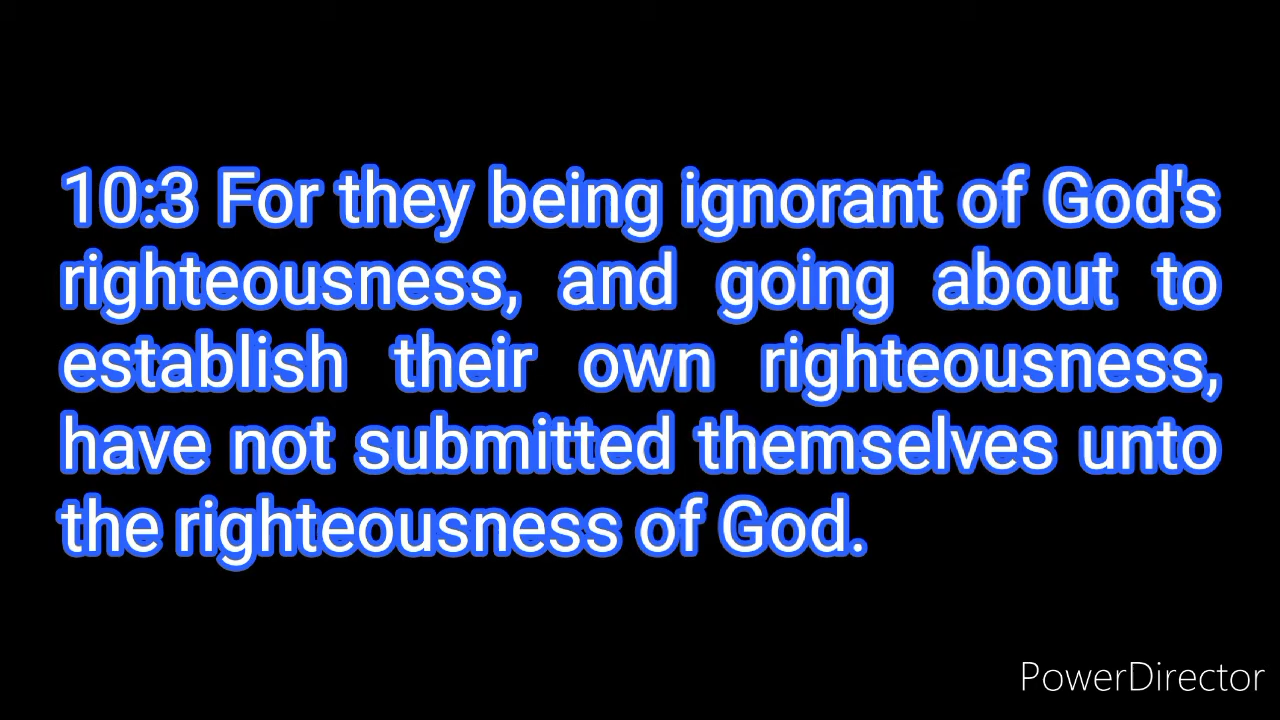 10:3 For they being ignorant of God's
righteousness, and going about to
establish their own righteousness,
have not submitted themselves unto
the righteousness of God.
PowerDirector